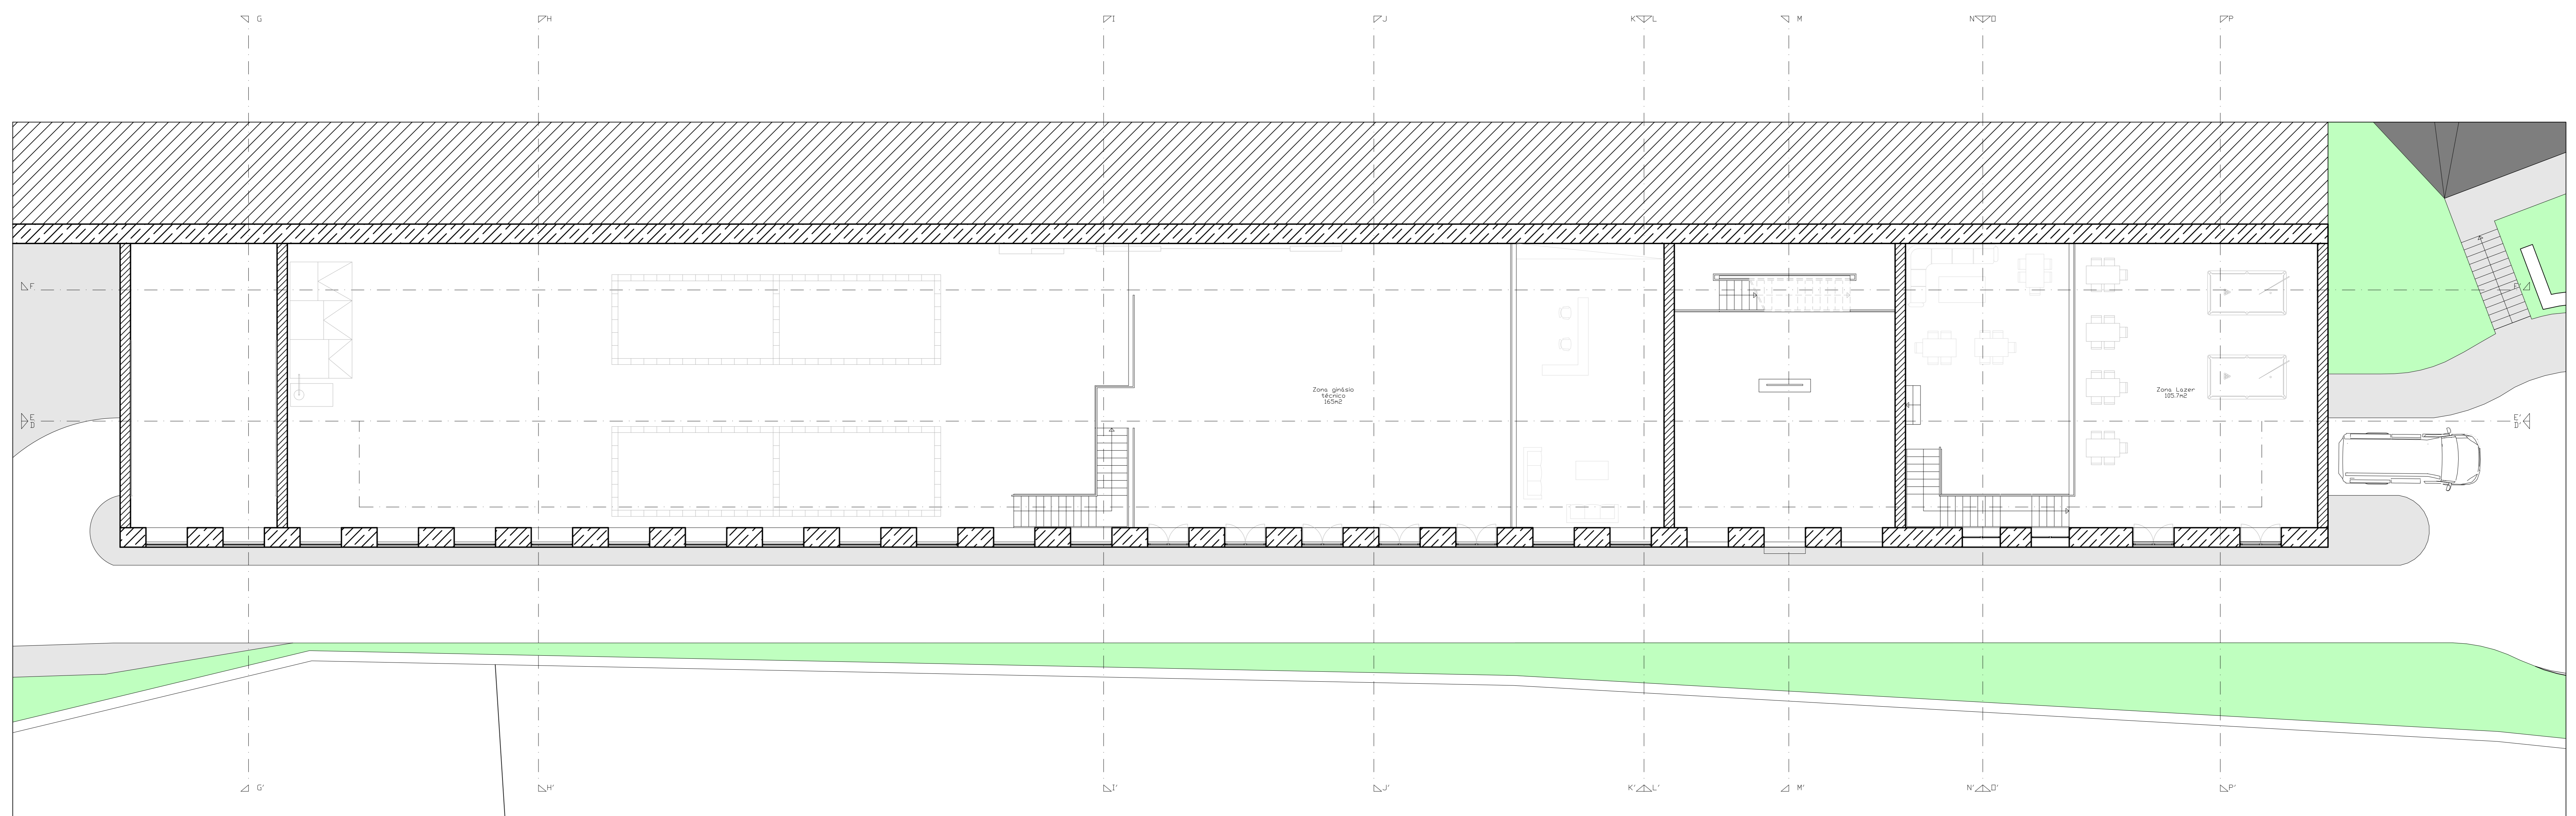 G
H
I
J
K L
M
N O
P
F
F'
Zona ginásio
técnico
165m2
Zona Lazer
105.7m2
E
D
E'
D'
G'
H'
I'
J'
K' L'
M'
N' O'
P'